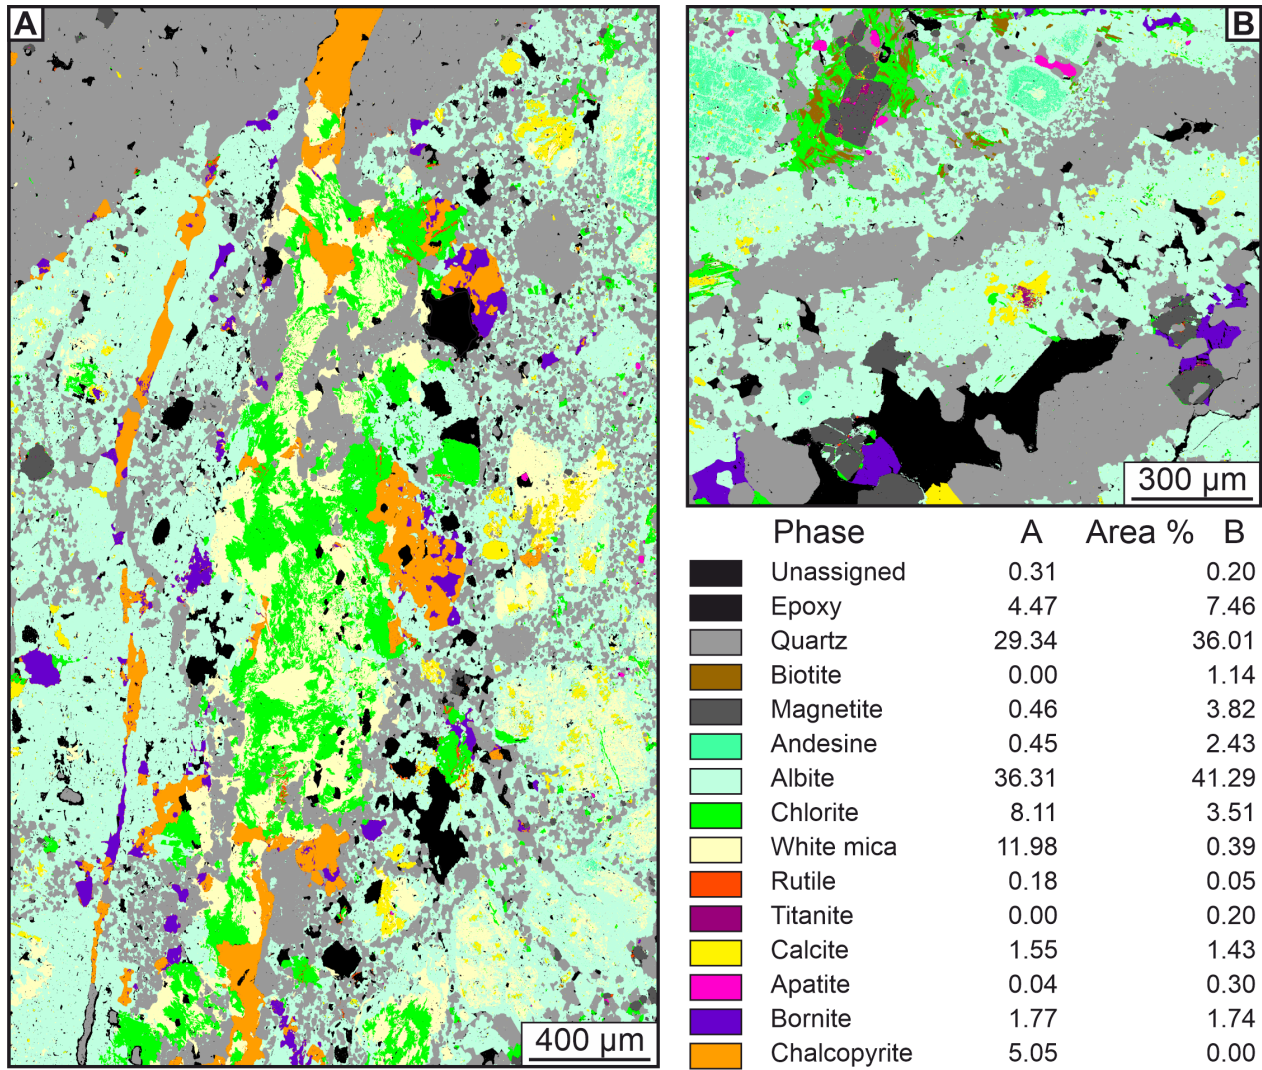 A
B
400 µm
300 µm
Phase A Area % B
Unassigned 0.31 0.20
Epoxy 4.47 7.46
Quartz 29.34 36.01
Biotite 0.00 1.14
Magnetite 0.46 3.82
Andesine 0.45 2.43
Albite 36.31 41.29
Chlorite 8.11 3.51
White mica 11.98 0.39
Rutile 0.18 0.05
Titanite 0.00 0.20
Calcite 1.55 1.43
Apatite 0.04 0.30
Bornite 1.77 1.74
Chalcopyrite 5.05 0.00